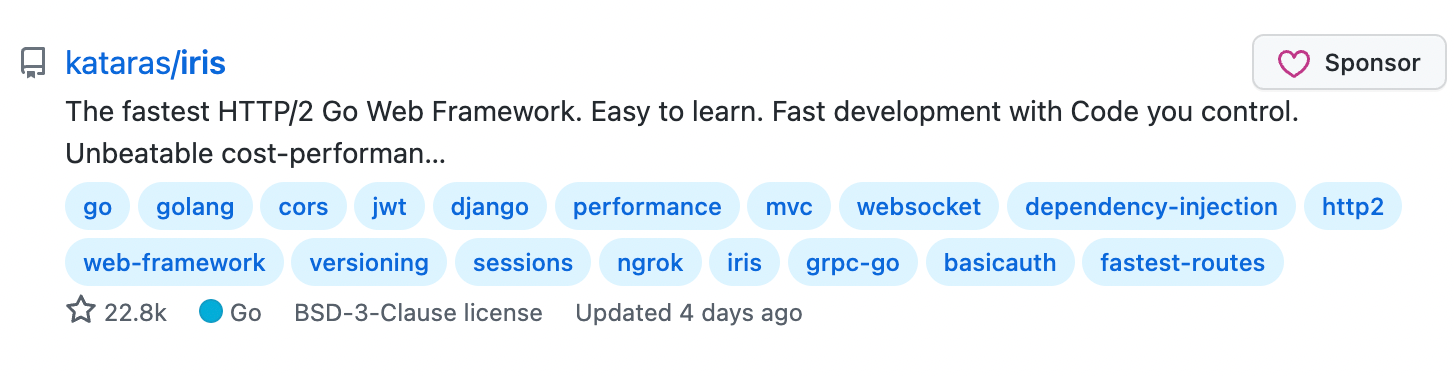 kataras/iris
Sponsor
The fastest HTTP/2 Go Web Framework. Easy to learn. Fast development with Code you control.
Unbeatable cost-performan...
go golang cors jwt django performance mvc websocket dependency-injection http2
web-framework versioning sessions ngrok iris grpc-go basicauth fastest-routes
22.8k Go BSD-3-Clause license Updated 4 days ago